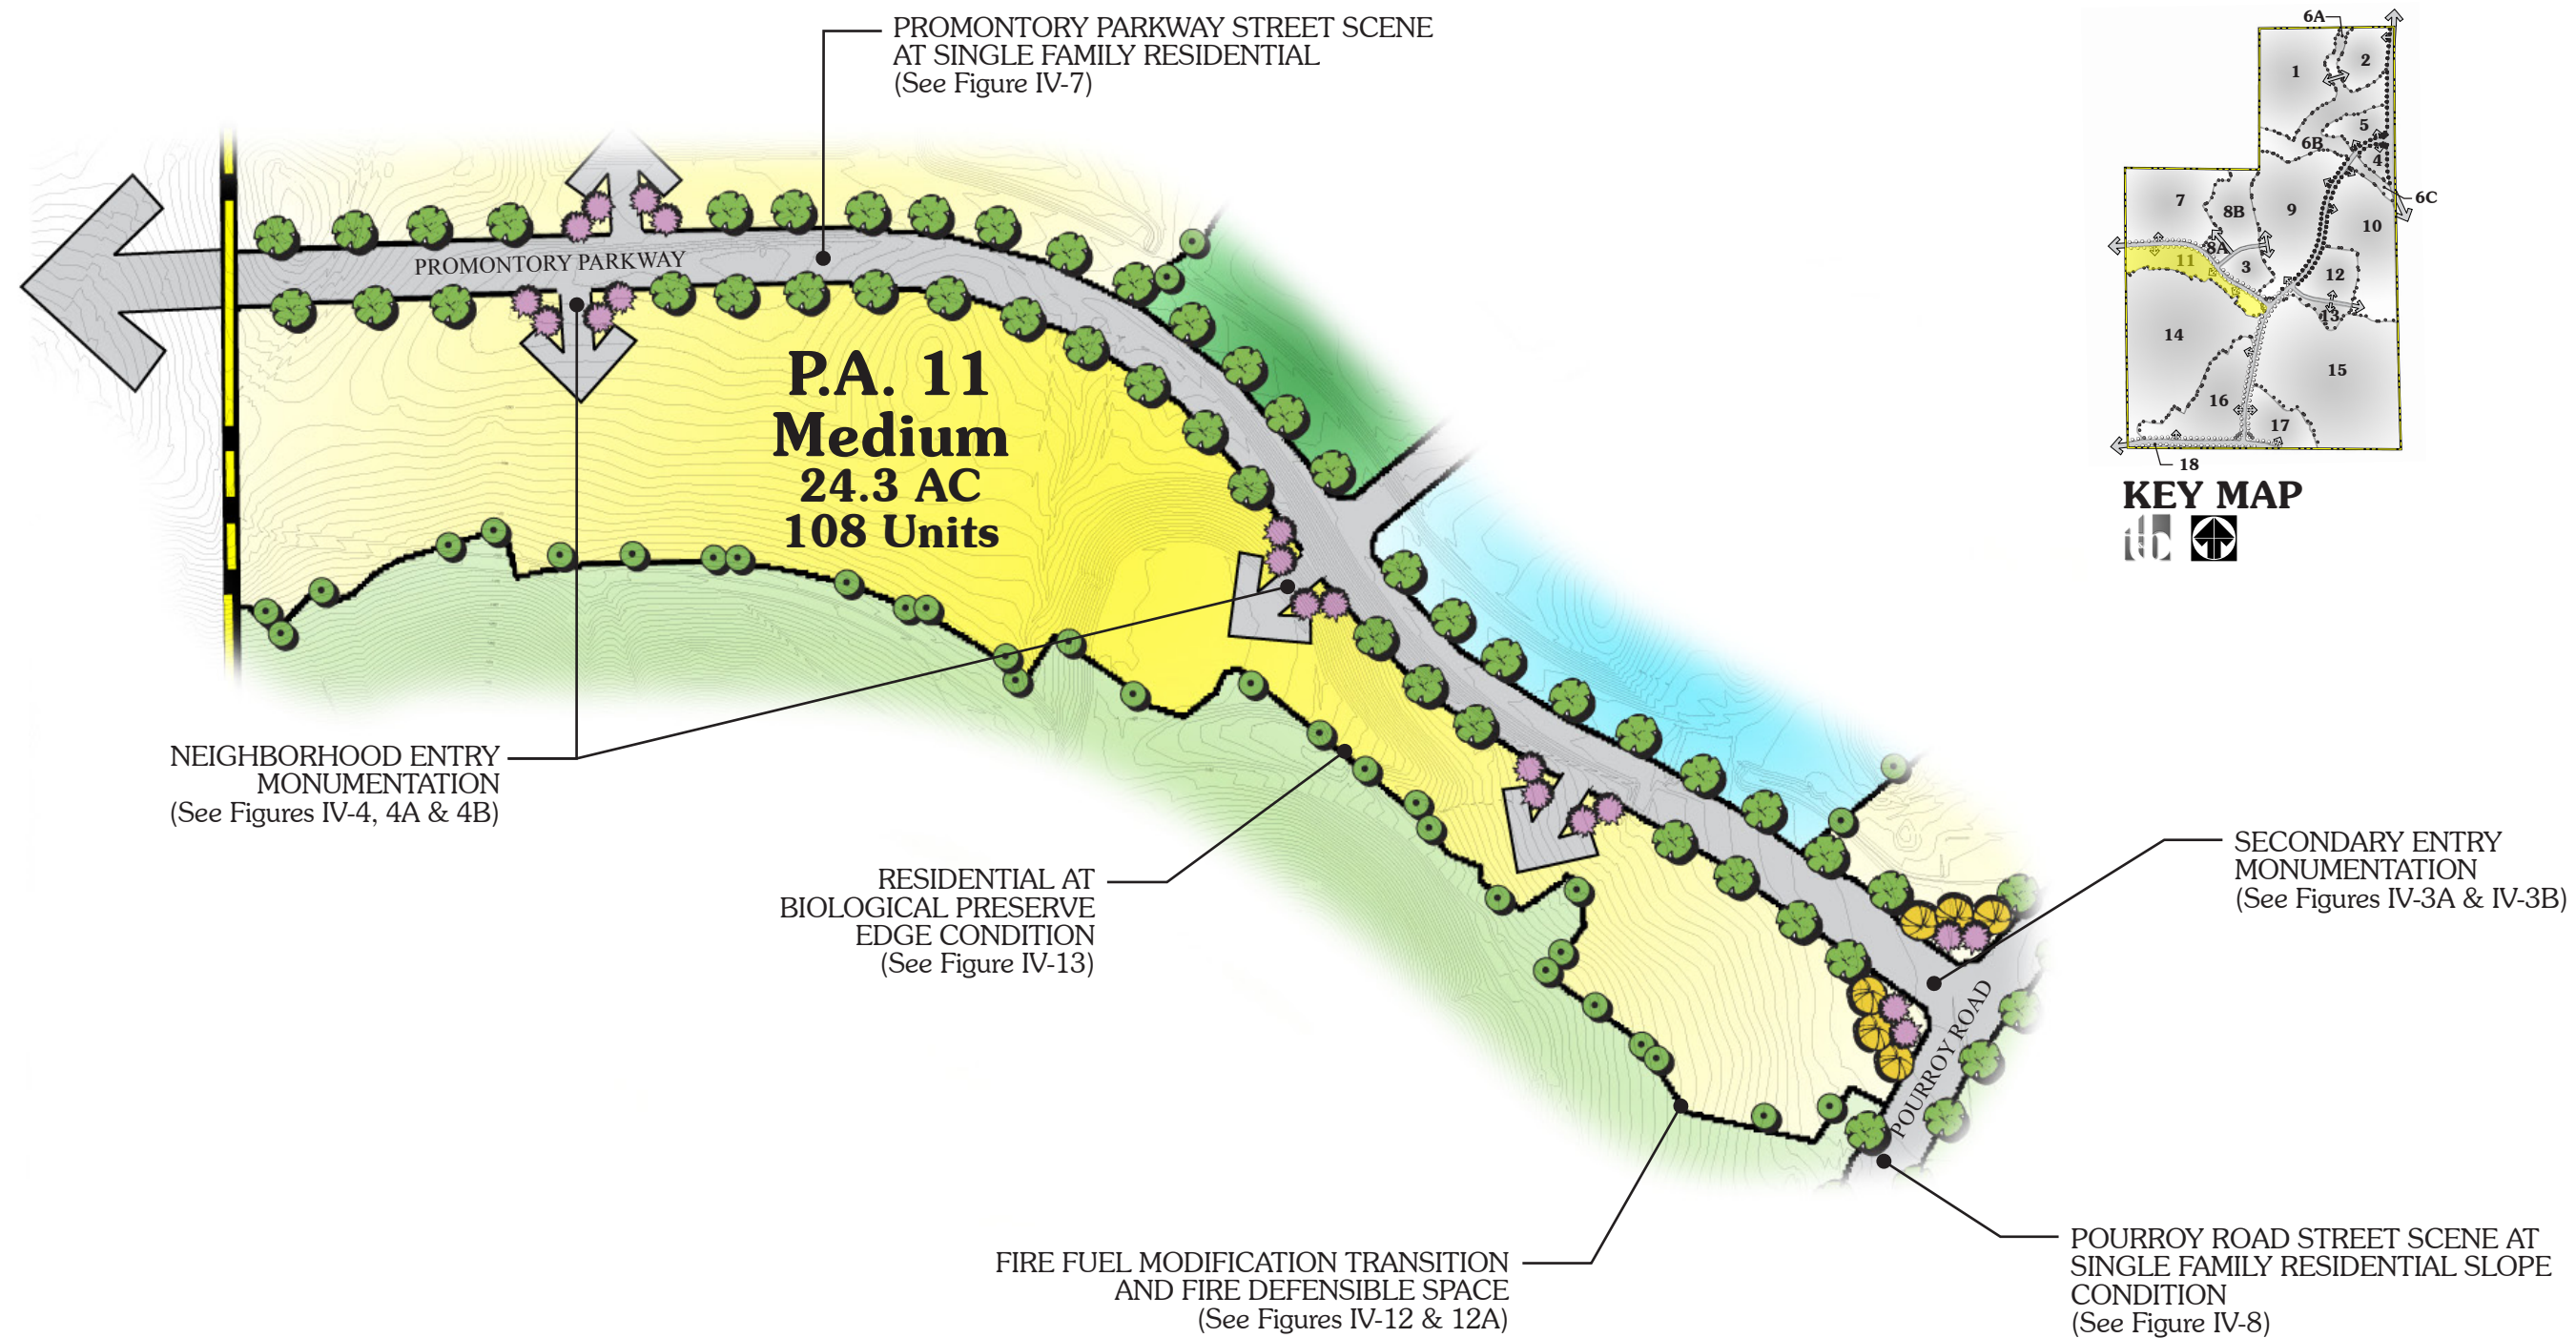 PROMONTORY PARKWAY STREET SCENE
AT SINGLE FAMILY RESIDENTIAL
(See Figure IV-7)
PROMONTORY PARKWAY
P.A. 11
Medium
24.3 AC
108 Units
NEIGHBORHOOD ENTRY
MONUMENTATION
(See Figures IV-4, 4A & 4B)
RESIDENTIAL AT
BIOLOGICAL PRESERVE
EDGE CONDITION
(See Figure IV-13)
SECONDARY ENTRY
MONUMENTATION
(See Figures IV-3A & IV-3B)
POURROY ROAD
FIRE FUEL MODIFICATION TRANSITION
AND FIRE DEFENSIBLE SPACE
(See Figures IV-12 & 12A)
POURROY ROAD STREET SCENE AT
SINGLE FAMILY RESIDENTIAL SLOPE
CONDITION
(See Figure IV-8)
6A
1
2
5
6B
4
6C
7
8B
9
10
8A
11
3
12
13
14
15
16
17
18
KEY MAP